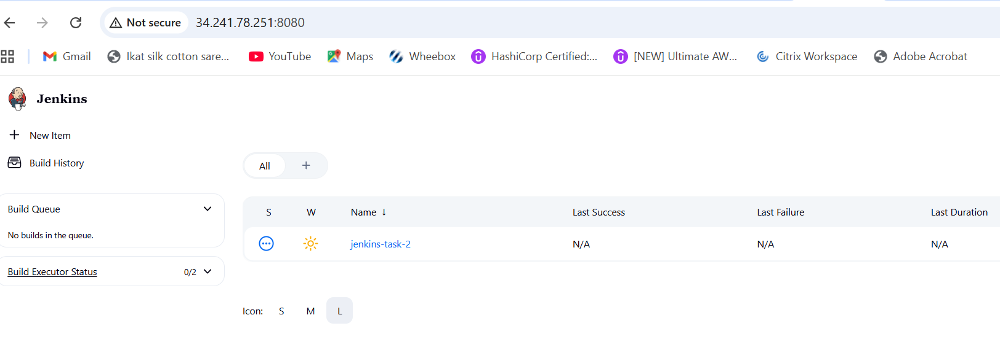 Not secure 34.241.78.251:8080
Gmail Ikat silk cotton sare... YouTube Maps Wheebox HashiCorp Certified:... [NEW] Ultimate AW... Citrix Workspace Adobe Acrobat
Jenkins
New Item
Build History
Build Queue
No builds in the queue.
Build Executor Status 0/2
All +
S W Name ↓ Last Success Last Failure Last Duration
jenkins-task-2 N/A N/A N/A
Icon: S M L